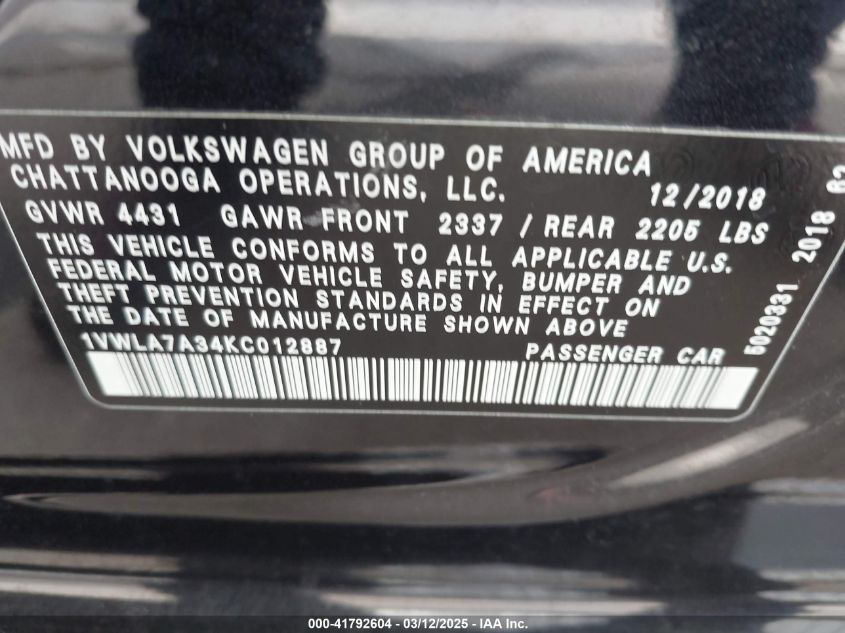 MFD BY VOLKSWAGEN GROUP OF AMERICA
CHATTANOOGA OPERATIONS, LLC. 12/2018
GVWR 4431 GAWR FRONT 2337 / REAR 2205 LBS
THIS VEHICLE CONFORMS TO ALL APPLICABLE U.S.
FEDERAL MOTOR VEHICLE SAFETY, BUMPER AND
THEFT PREVENTION STANDARDS IN EFFECT ON
THE DATE OF MANUFACTURE SHOWN ABOVE
1VWLA7A34KC012887 PASSENGER CAR
5020331 2018
000-41792604 - 03/12/2025 - IAA Inc.